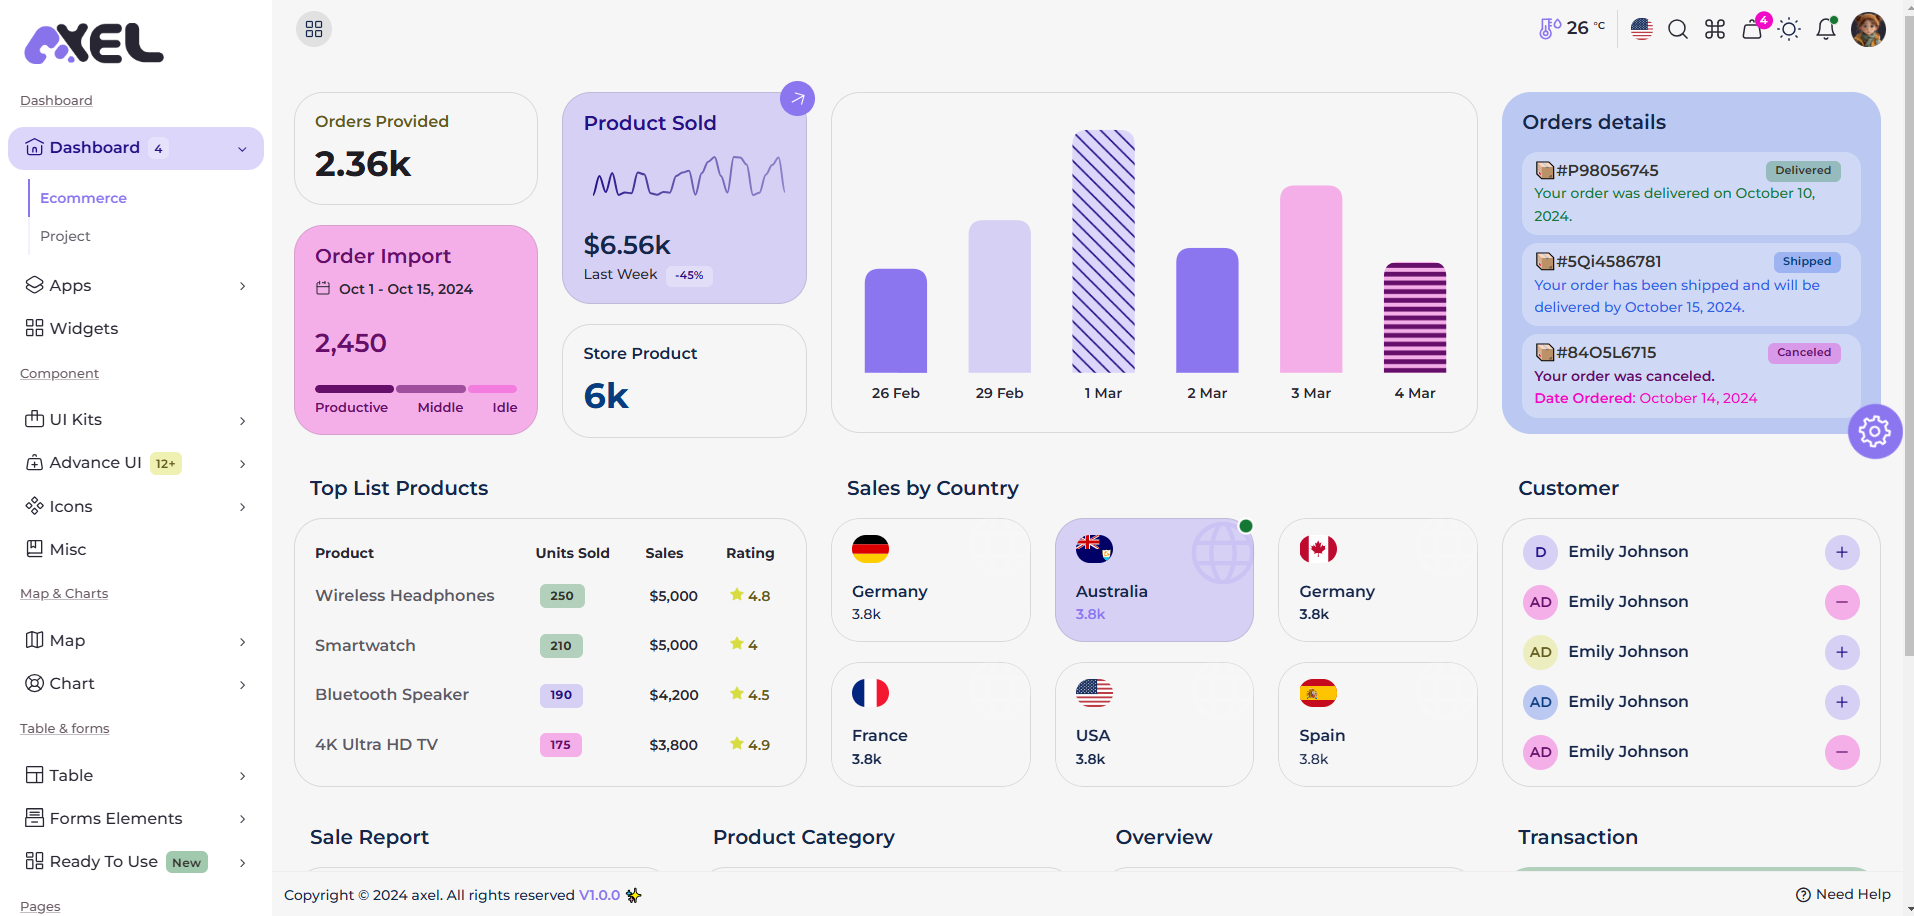 AXEL
Dashboard
Dashboard 4
Ecommerce
Project
Apps
Widgets
Component
UI Kits
Advance UI 12+
Icons
Misc
Map & Charts
Map
Chart
Table & forms
Table
Forms Elements
Ready To Use New
Pages
26 °C
4
Orders Provided
2.36k
Order Import
Oct 1 - Oct 15, 2024
2,450
Productive Middle Idle
Product Sold
$6.56k
Last Week -45%
Store Product
6k
26 Feb 29 Feb 1 Mar 2 Mar 3 Mar 4 Mar
Orders details
#P98056745 Delivered
Your order was delivered on October 10,
2024.
#5Qi4586781 Shipped
Your order has been shipped and will be
delivered by October 15, 2024.
#84O5L6715 Canceled
Your order was canceled.
Date Ordered: October 14, 2024
Top List Products
Product Units Sold Sales Rating
Wireless Headphones 250 $5,000 4.8
Smartwatch 210 $5,000 4
Bluetooth Speaker 190 $4,200 4.5
4K Ultra HD TV 175 $3,800 4.9
Sales by Country
Germany
3.8k
Australia
3.8k
Germany
3.8k
France
3.8k
USA
3.8k
Spain
3.8k
Customer
D Emily Johnson +
AD Emily Johnson −
AD Emily Johnson +
AD Emily Johnson +
AD Emily Johnson −
Sale Report
Product Category
Overview
Transaction
Copyright © 2024 axel. All rights reserved V1.0.0
Need Help